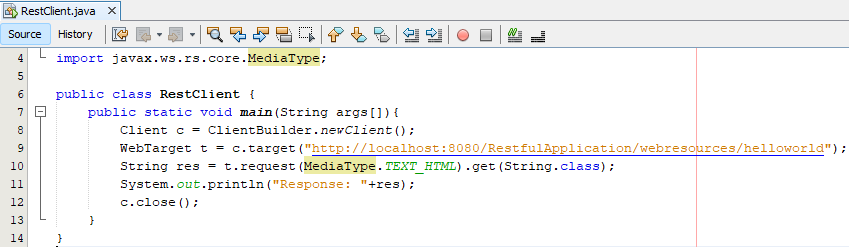 RestClient.java
Source History
4 import javax.ws.rs.core.MediaType;
5
6 public class RestClient {
7 public static void main(String args[]){
8 Client c = ClientBuilder.newClient();
9 WebTarget t = c.target("http://localhost:8080/RestfulApplication/webresources/helloworld");
10 String res = t.request(MediaType.TEXT_HTML).get(String.class);
11 System.out.println("Response: "+res);
12 c.close();
13 }
14 }